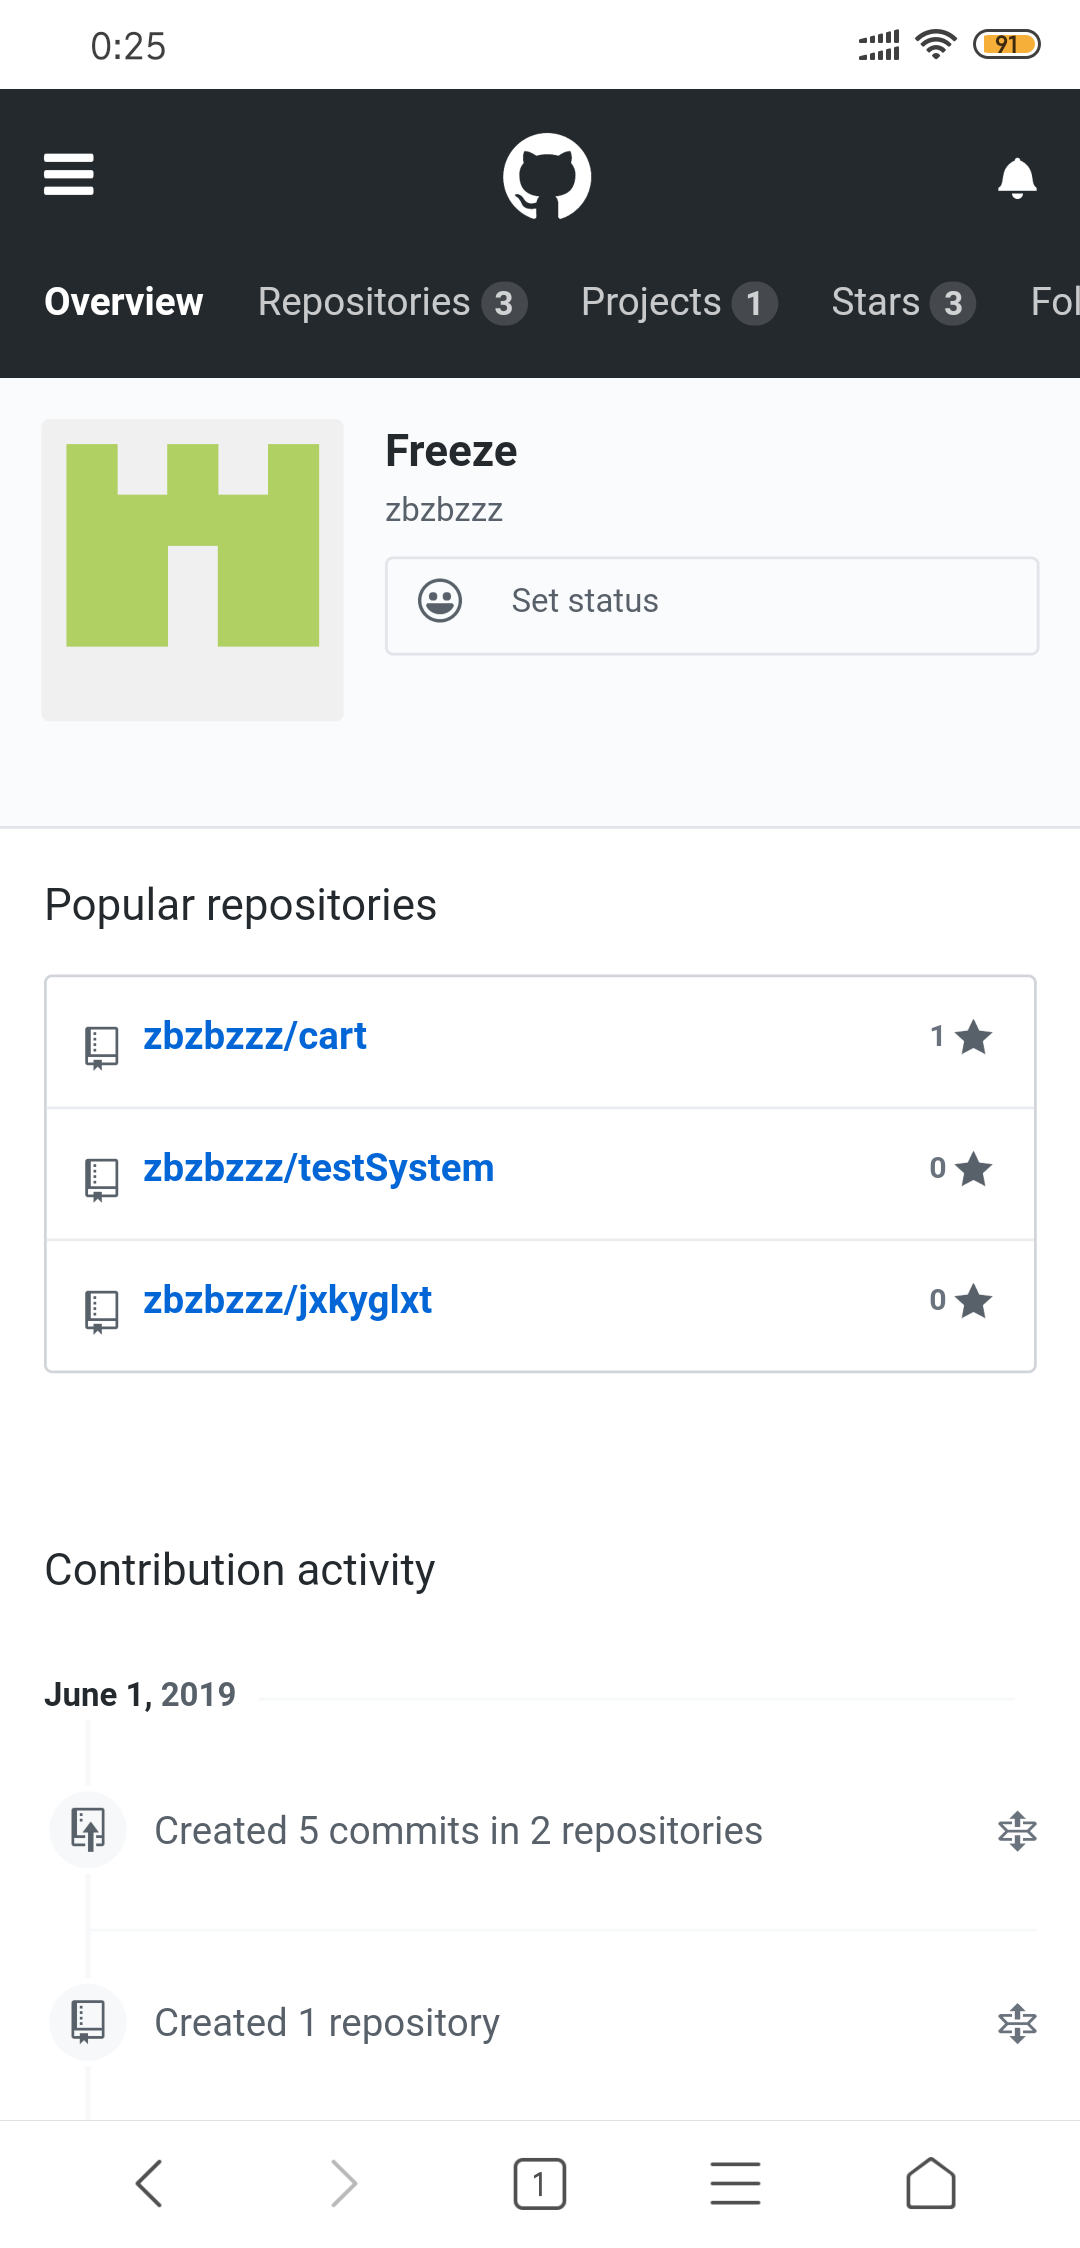 0:25
91
Overview Repositories 3 Projects 1 Stars 3 Fol
Freeze
zbzbzzz
Set status
Popular repositories
zbzbzzz/cart 1
zbzbzzz/testSystem 0
zbzbzzz/jxkyglxt 0
Contribution activity
June 1, 2019
Created 5 commits in 2 repositories
Created 1 repository
1